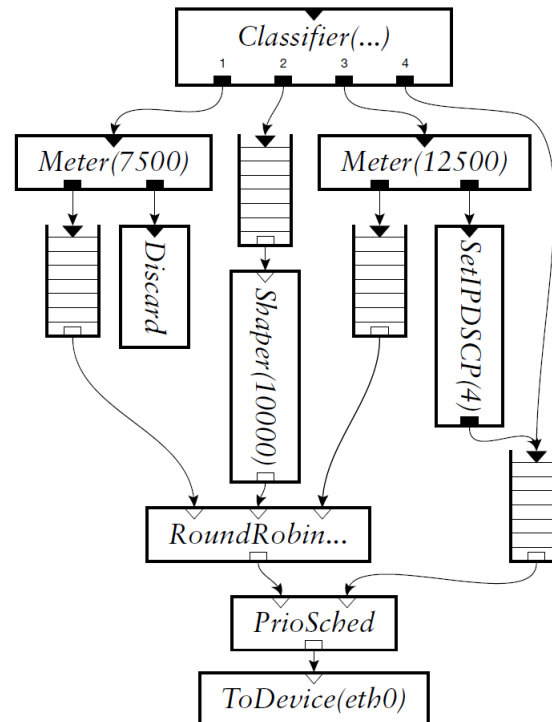 Classifier(...)
1 2 3 4
Meter(7500)
Meter(12500)
Discard
Shaper(10000)
SetIPDSCP(4)
RoundRobin...
PrioSched
ToDevice(eth0)